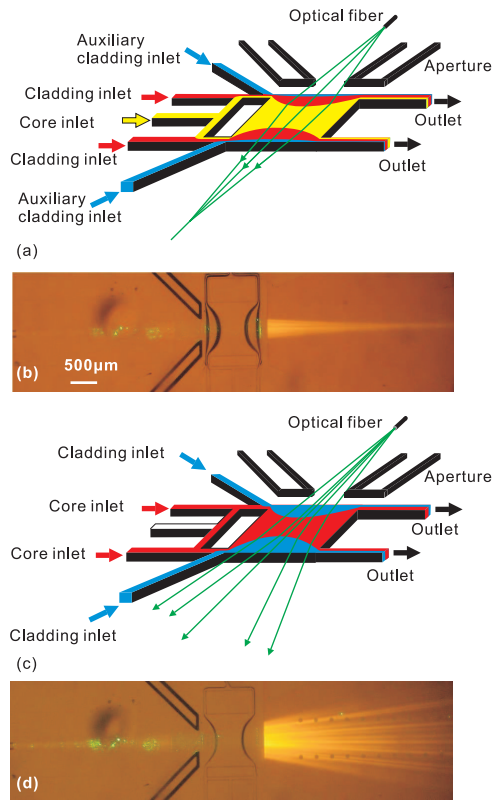 Optical fiber
Auxiliary
cladding inlet
Aperture
Cladding inlet
Core inlet
Outlet
Cladding inlet
Outlet
Auxiliary
cladding inlet
(a)
500μm
(b)
Optical fiber
Cladding inlet
Aperture
Core inlet
Outlet
Core inlet
Outlet
Cladding inlet
(c)
(d)